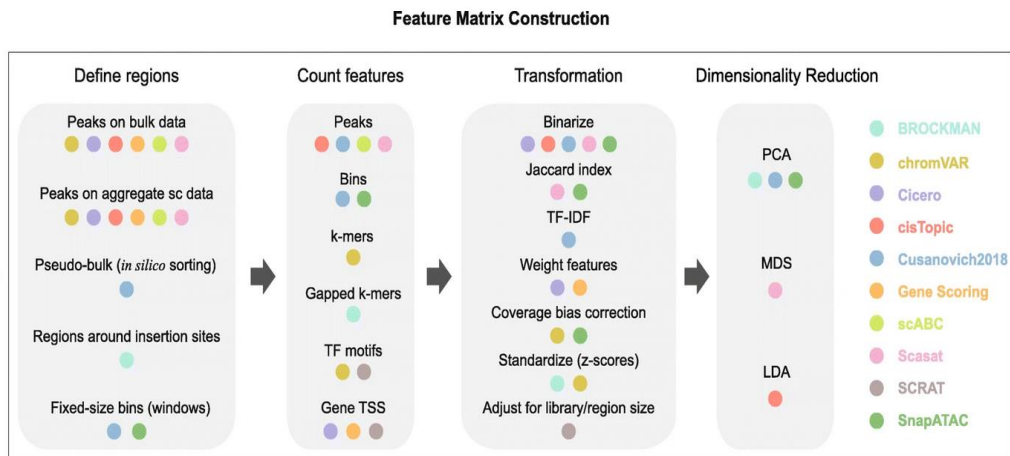 Feature Matrix Construction
Define regions
Peaks on bulk data
Peaks on aggregate sc data
Pseudo-bulk (in silico sorting)
Regions around insertion sites
Fixed-size bins (windows)
Count features
Peaks
Bins
k-mers
Gapped k-mers
TF motifs
Gene TSS
Transformation
Binarize
Jaccard index
TF-IDF
Weight features
Coverage bias correction
Standardize (z-scores)
Adjust for library/region size
Dimensionality Reduction
PCA
MDS
LDA
BROCKMAN
chromVAR
Cicero
cisTopic
Cusanovich2018
Gene Scoring
scABC
Scasat
SCRAT
SnapATAC